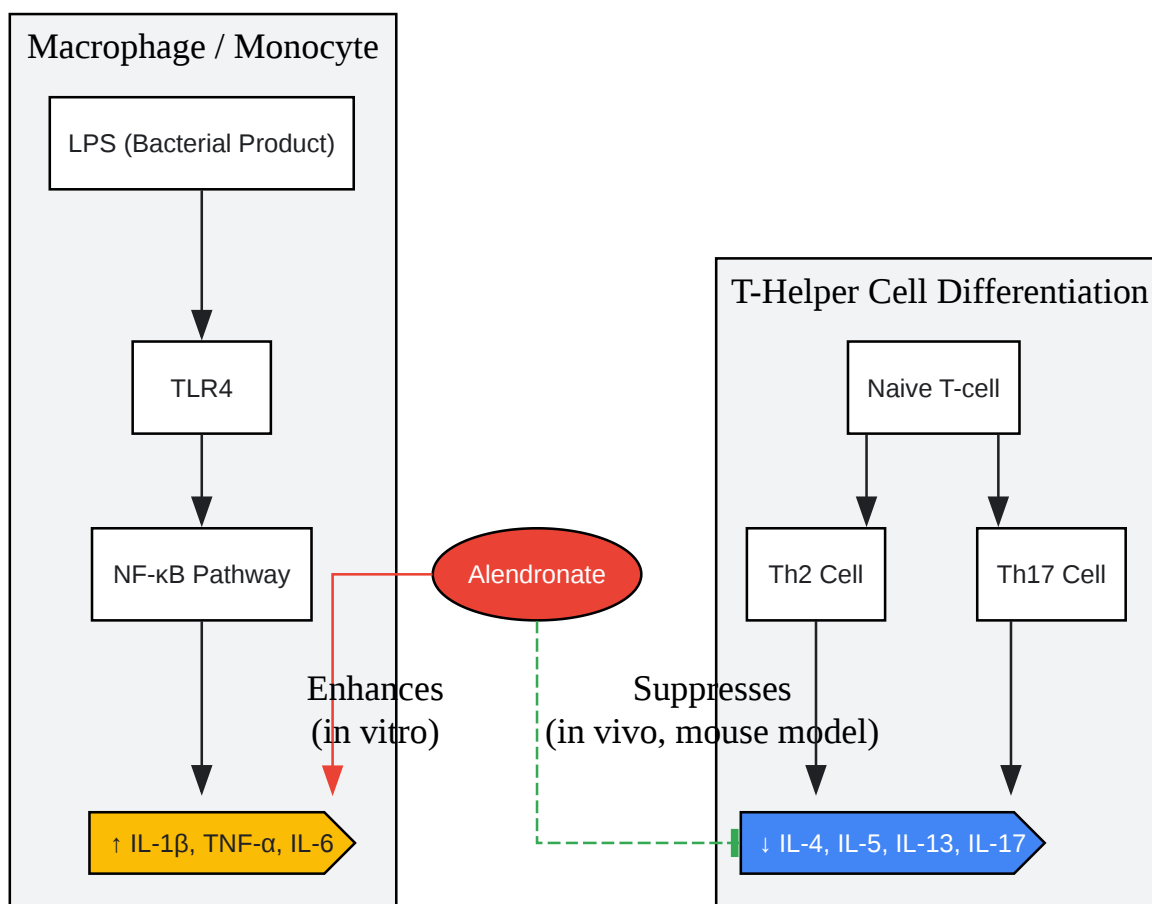 Macrophage / Monocyte
LPS (Bacterial Product)
TLR4
NF-κB Pathway
↑ IL-1β, TNF-α, IL-6
Alendronate
Enhances
(in vitro)
Suppresses
(in vivo, mouse model)
T-Helper Cell Differentiation
Naive T-cell
Th2 Cell
Th17 Cell
↓ IL-4, IL-5, IL-13, IL-17